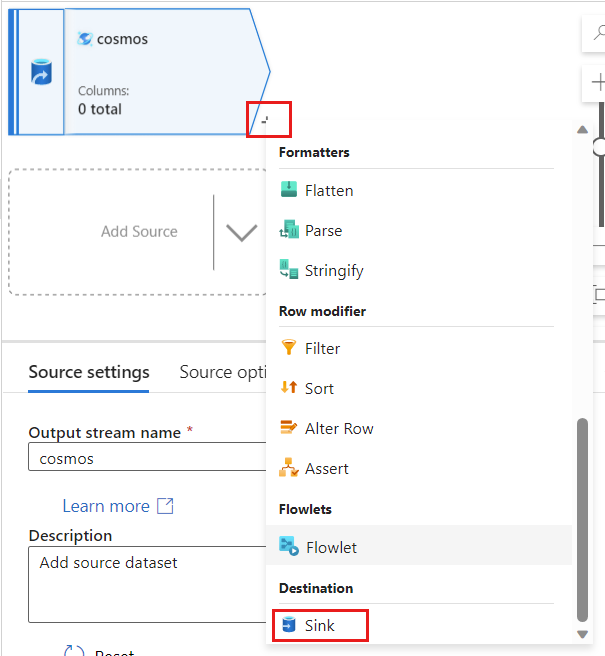 cosmos
Columns:
0 total
Add Source
Formatters
Flatten
Parse
Stringify
Row modifier
Filter
Sort
Alter Row
Assert
Flowlets
Flowlet
Destination
Sink
Source settings
Source opti
Output stream name *
cosmos
Learn more
Description
Add source dataset
Reset